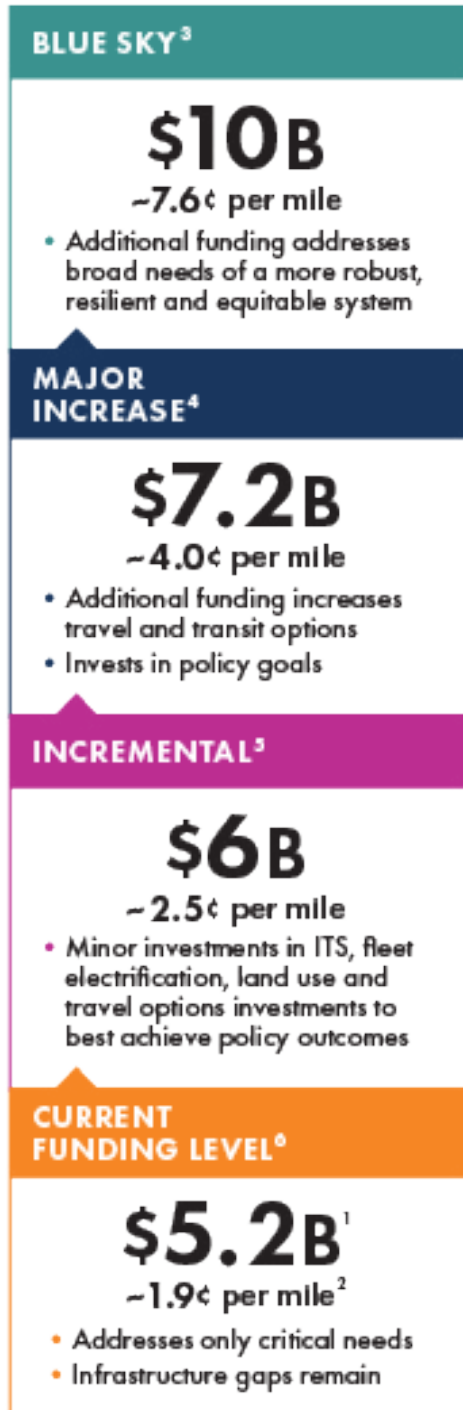 BLUE SKY³
$10B
~7.6¢ per mile
• Additional funding addresses
broad needs of a more robust,
resilient and equitable system
MAJOR
INCREASE⁴
$7.2B
~4.0¢ per mile
• Additional funding increases
travel and transit options
• Invests in policy goals
INCREMENTAL⁵
$6B
~2.5¢ per mile
• Minor investments in ITS, fleet
electrification, land use and
travel options investments to
best achieve policy outcomes
CURRENT
FUNDING LEVEL⁶
$5.2B¹
~1.9¢ per mile²
• Addresses only critical needs
• Infrastructure gaps remain